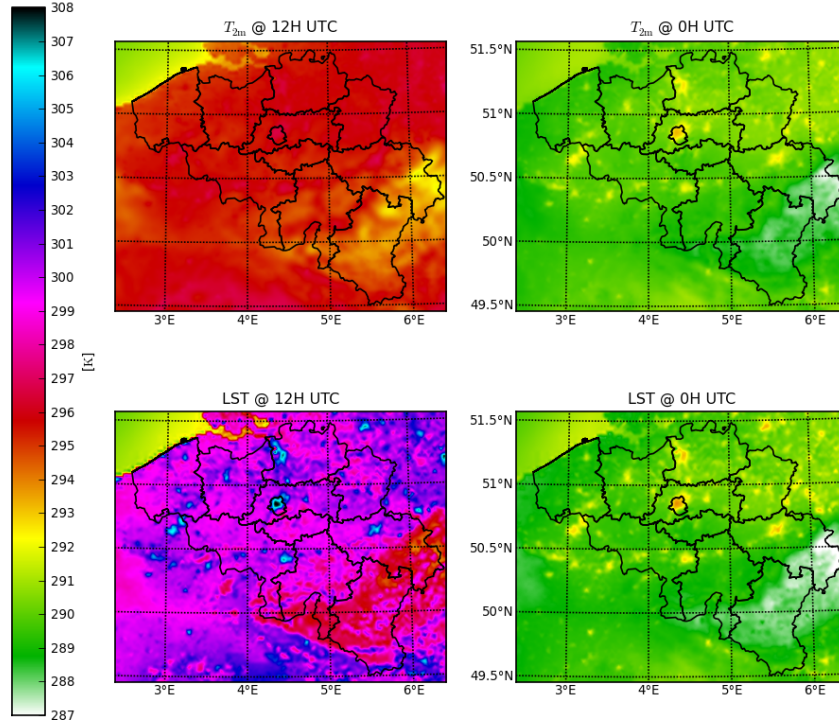 308
307
306
305
304
303
302
301
300
299
298
297
296
295
294
293
292
291
290
289
288
287
[K]
T2m @ 12H UTC
3°E 4°E 5°E 6°E
T2m @ 0H UTC
51.5°N
51°N
50.5°N
50°N
49.5°N
3°E 4°E 5°E 6°E
LST @ 12H UTC
3°E 4°E 5°E 6°E
LST @ 0H UTC
51.5°N
51°N
50.5°N
50°N
49.5°N
3°E 4°E 5°E 6°E